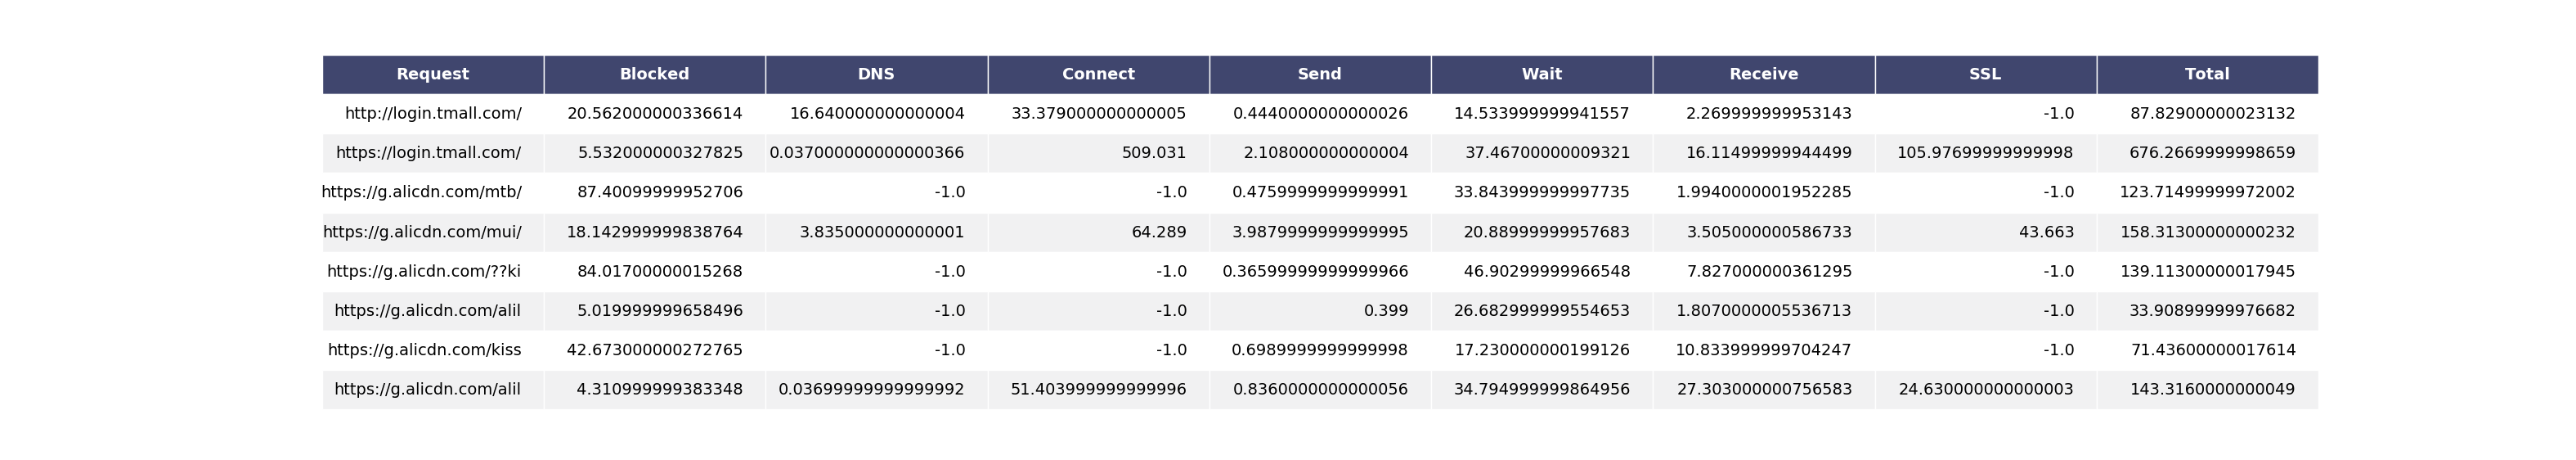 Request Blocked DNS Connect Send Wait Receive SSL Total
http://login.tmall.com/ 20.562000000336614 16.640000000000004 33.379000000000005 0.4440000000000026 14.533999999941557 2.269999999953143 -1.0 87.82900000023132
https://login.tmall.com/ 5.532000000327825 0.037000000000000366 509.031 2.108000000000004 37.46700000009321 16.11499999944499 105.97699999999998 676.2669999998659
https://g.alicdn.com/mtb/ 87.40099999952706 -1.0 -1.0 0.4759999999999991 33.843999999997735 1.9940000001952285 -1.0 123.71499999972002
https://g.alicdn.com/mui/ 18.142999999838764 3.835000000000001 64.289 3.9879999999999995 20.88999999957683 3.505000000586733 43.663 158.31300000000232
https://g.alicdn.com/??ki 84.01700000015268 -1.0 -1.0 0.36599999999999966 46.90299999966548 7.827000000361295 -1.0 139.11300000017945
https://g.alicdn.com/alil 5.019999999658496 -1.0 -1.0 0.399 26.682999999554653 1.8070000005536713 -1.0 33.90899999976682
https://g.alicdn.com/kiss 42.673000000272765 -1.0 -1.0 0.6989999999999998 17.230000000199126 10.833999999704247 -1.0 71.43600000017614
https://g.alicdn.com/alil 4.310999999383348 0.03699999999999992 51.403999999999996 0.8360000000000056 34.794999999864956 27.303000000756583 24.630000000000003 143.3160000000049